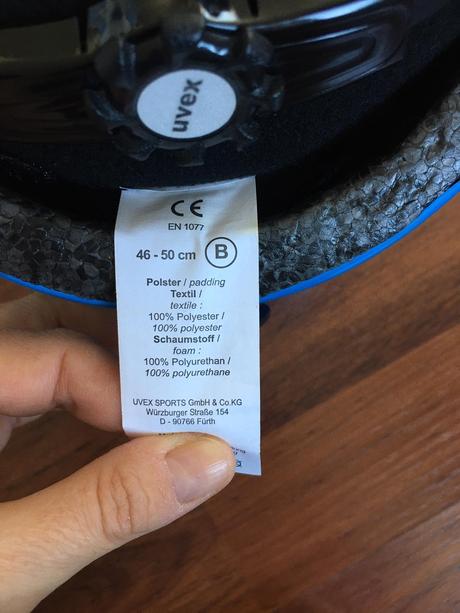 uvex
CE
EN 1077
46 - 50 cm B
Polster / padding
Textil /
textile :
100% Polyester /
100% polyester
Schaumstoff /
foam :
100% Polyurethan /
100% polyurethane
UVEX SPORTS GmbH & Co.KG
Würzburger Straße 154
D - 90766 Fürth